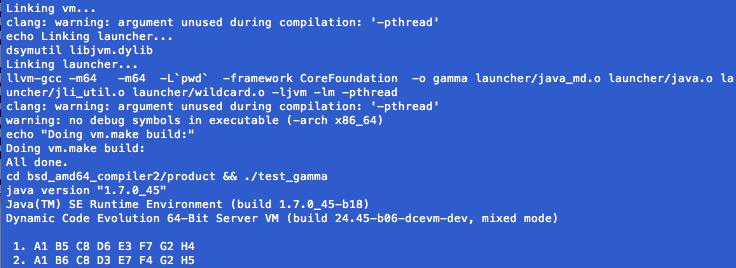 Linking vm...
clang: warning: argument unused during compilation: '-pthread'
echo Linking launcher...
dsymutil libjvm.dylib
Linking launcher...
llvm-gcc -m64   -m64  -L`pwd`  -framework CoreFoundation  -o gamma launcher/java_md.o launcher/java.o la
uncher/jli_util.o launcher/wildcard.o -ljvm -lm -pthread
clang: warning: argument unused during compilation: '-pthread'
warning: no debug symbols in executable (-arch x86_64)
echo "Doing vm.make build:"
Doing vm.make build:
All done.
cd bsd_amd64_compiler2/product && ./test_gamma
java version "1.7.0_45"
Java(TM) SE Runtime Environment (build 1.7.0_45-b18)
Dynamic Code Evolution 64-Bit Server VM (build 24.45-b06-dcevm-dev, mixed mode)
1. A1 B5 C8 D6 E3 F7 G2 H4
2. A1 B6 C8 D3 E7 F4 G2 H5